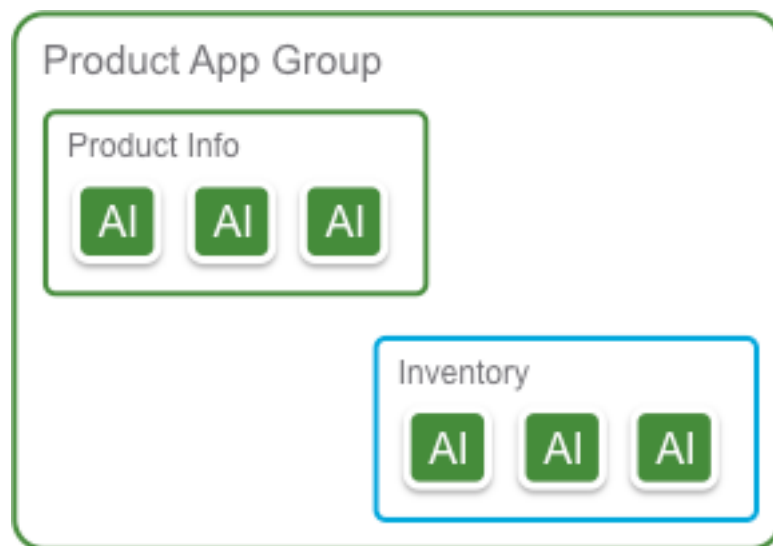 Product App Group
Product Info
AI AI AI
Inventory
AI AI AI